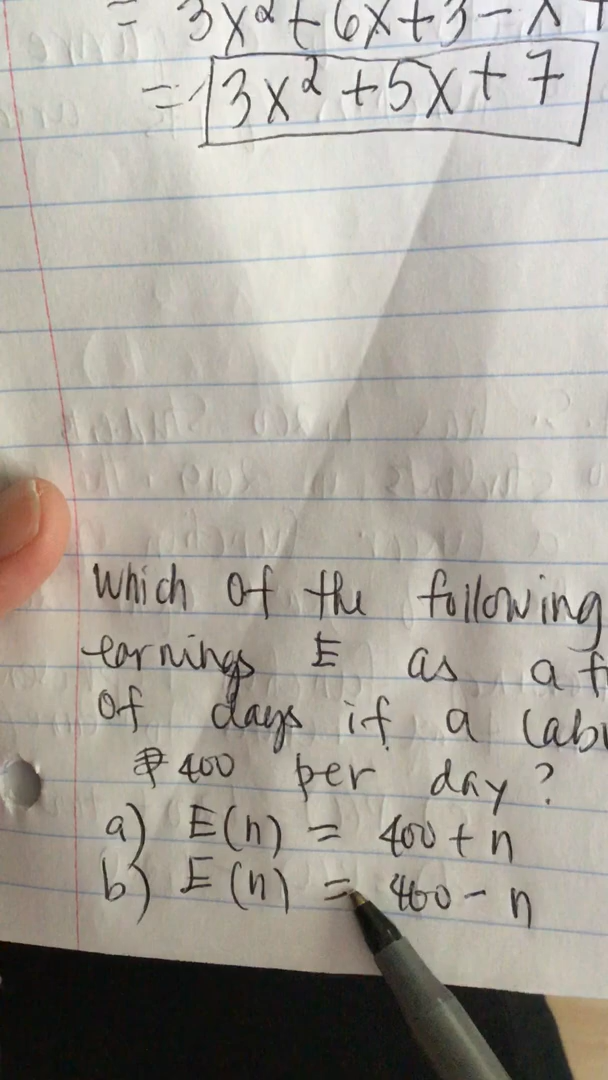 = 3x² + 6x + 3 - x
= 3x² + 5x + 7
Which of the following
earnings E as a
of days if a
₱400 per day?
a) E(n) = 400 + n
b) E(n) = 400 - n